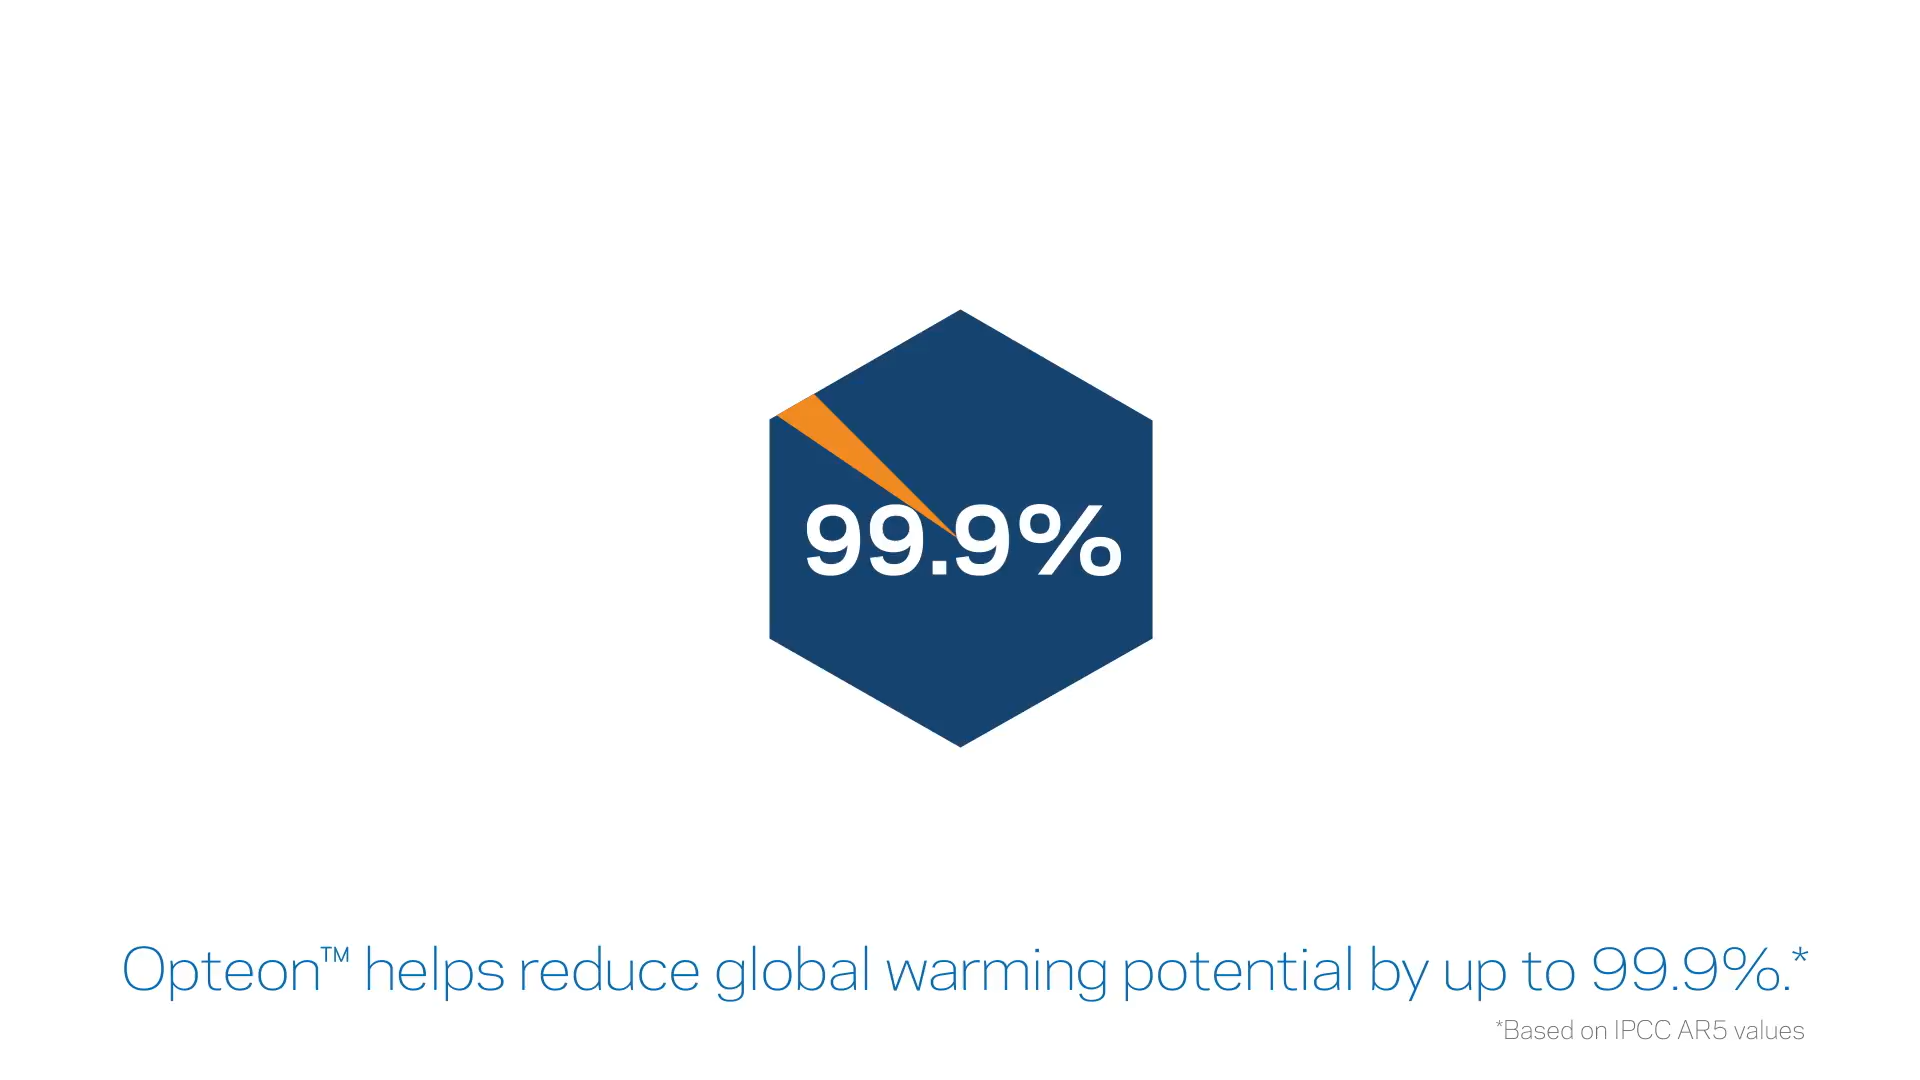 99.9%
Opteon™ helps reduce global warming potential by up to 99.9%.*
*Based on IPCC AR5 values